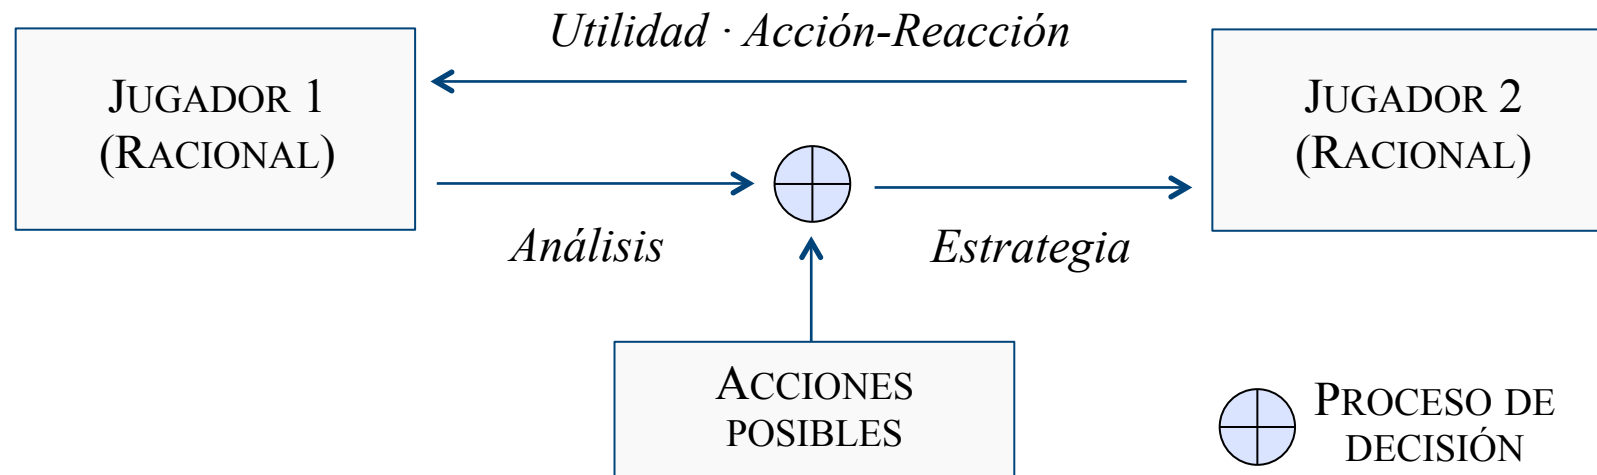 Utilidad · Acción-Reacción
JUGADOR 1
(RACIONAL)
JUGADOR 2
(RACIONAL)
Análisis
Estrategia
ACCIONES
POSIBLES
PROCESO DE
DECISIÓN